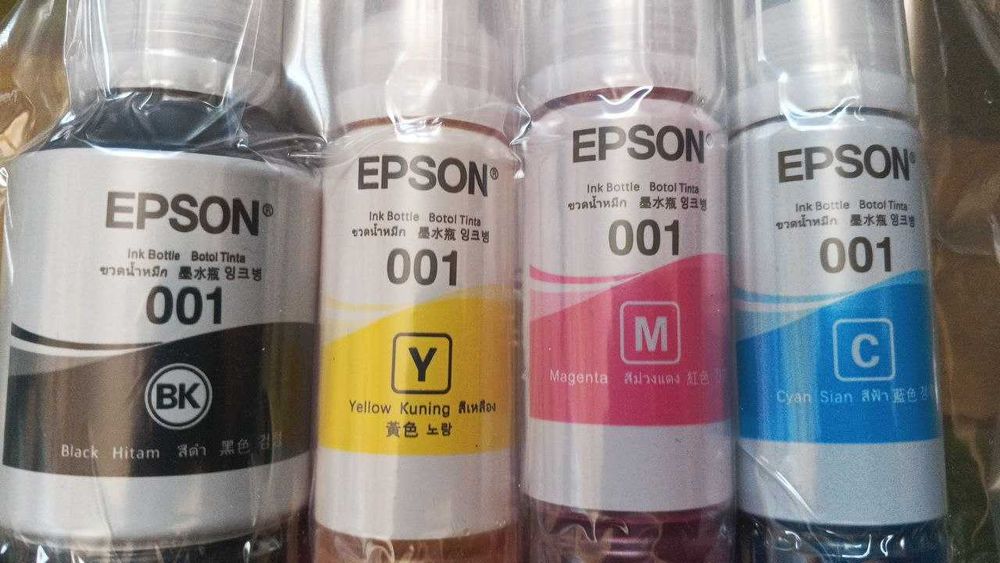 EPSON®
Ink Bottle Botol Tinta
ขวดน้ำหมึก 墨水瓶 잉크병
001
BK
Black Hitam สีดำ 黑色
EPSON®
Ink Bottle Botol Tinta
ขวดน้ำหมึก 墨水瓶 잉크병
001
Y
Yellow Kuning สีเหลือง
黃色 노랑
EPSON®
Ink Bottle Botol Tinta
ขวดน้ำหมึก 墨水瓶 잉크병
001
M
Magenta สีม่วงแดง 紅色
EPSON®
Ink Bottle Botol Tinta
ขวดน้ำหมึก 墨水瓶 잉크병
001
C
Cyan Sian สีฟ้า 藍色